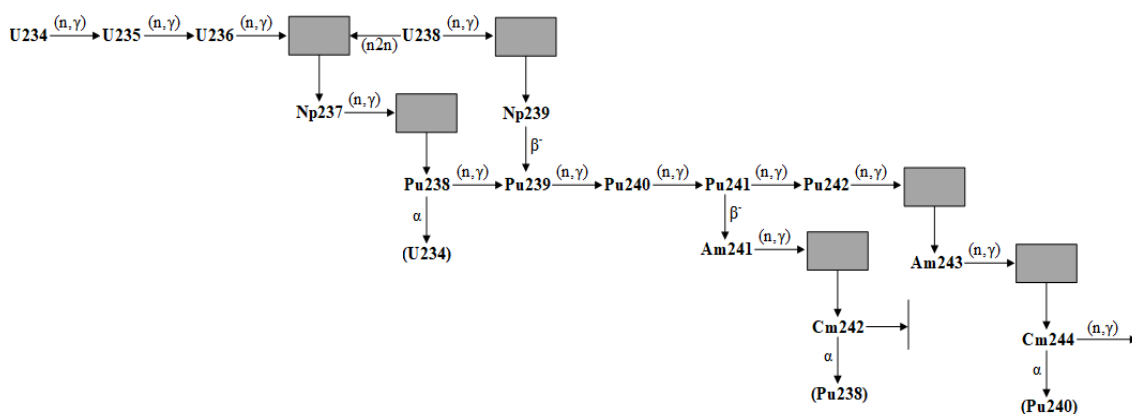 (n,γ) (n,γ) (n,γ) (n,γ)
U234 U235 U236 (n2n) U238
Np237 (n,γ) Np239
β-
(n,γ) (n,γ) (n,γ) (n,γ) (n,γ)
Pu238 Pu239 Pu240 Pu241 Pu242
α β-
(U234) Am241 (n,γ) Am243 (n,γ)
Cm242 Cm244 (n,γ)
α α
(Pu238) (Pu240)